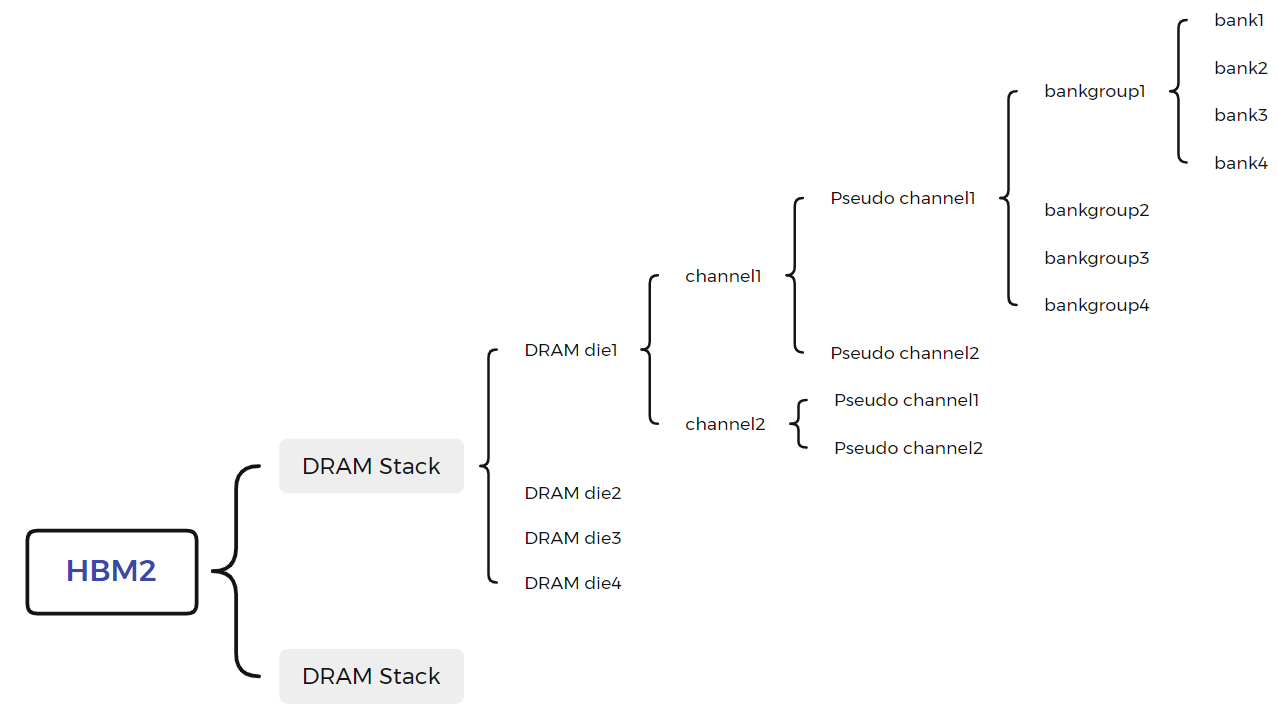 HBM2
DRAM Stack
DRAM die1
channel1
Pseudo channel1
bankgroup1
bank1
bank2
bank3
bank4
bankgroup2
bankgroup3
bankgroup4
Pseudo channel2
channel2
Pseudo channel1
Pseudo channel2
DRAM die2
DRAM die3
DRAM die4
DRAM Stack